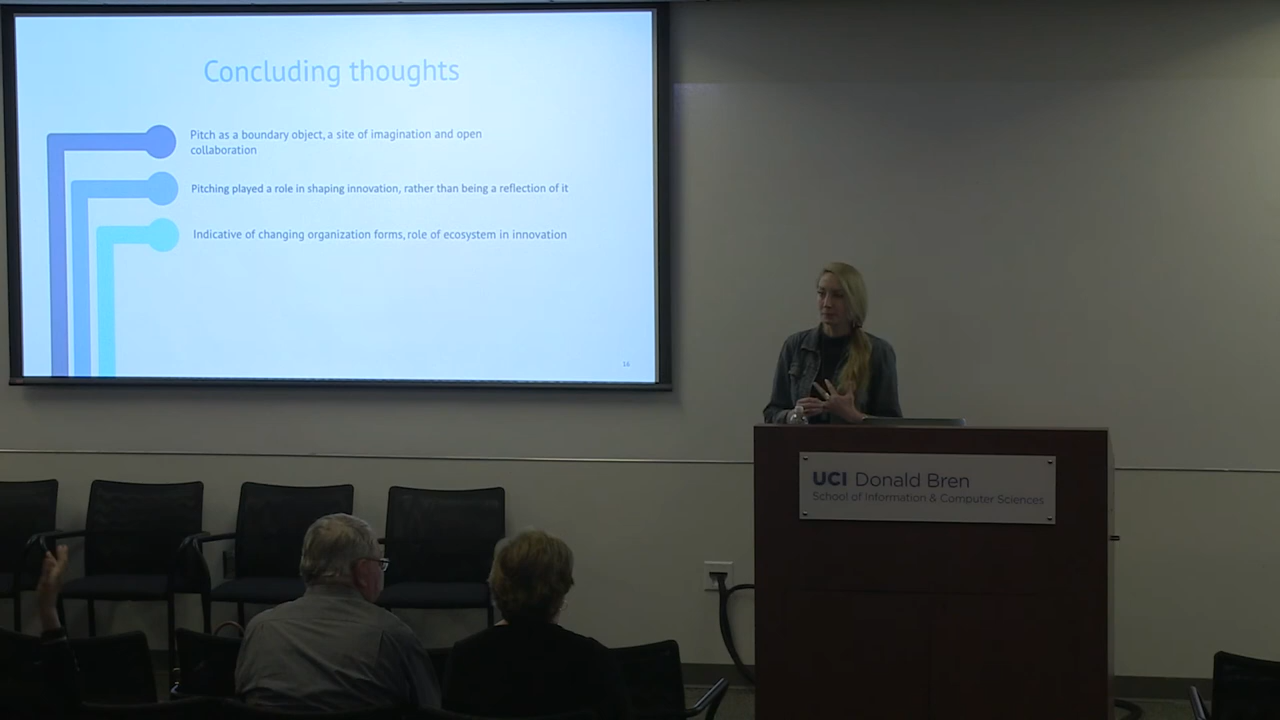 Concluding thoughts
Pitch as a boundary object, a site of imagination and open
collaboration
Pitching played a role in shaping innovation, rather than being a reflection of it
Indicative of changing organization forms, role of ecosystem in innovation
16
UCI Donald Bren
School of Information & Computer Sciences